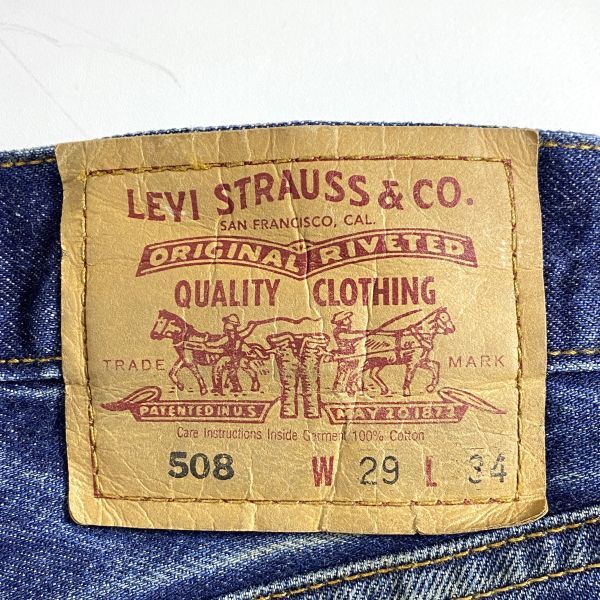 LEVI STRAUSS & CO.
SAN FRANCISCO, CAL.
ORIGINAL RIVETED
QUALITY CLOTHING
TRADE MARK
PATENTED IN U.S. MAY 20 1873
Care Instructions Inside Garment 100% Cotton
508 W 29 L 34